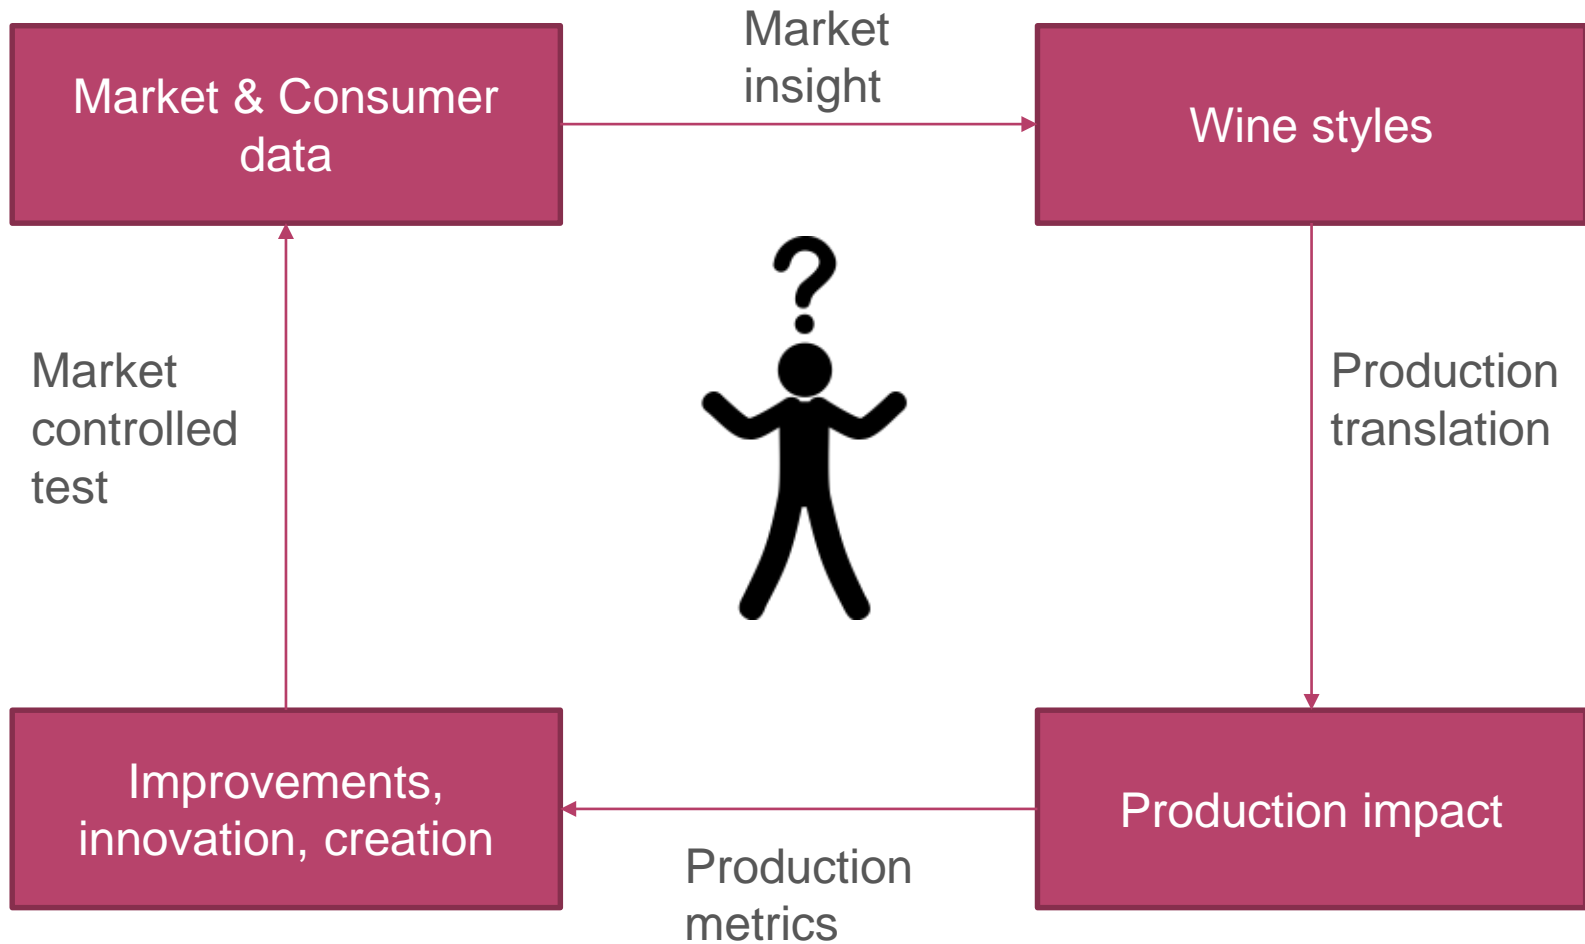 Market
insight
Market & Consumer
data
Wine styles
?
Market
controlled
test
Production
translation
Improvements,
innovation, creation
Production impact
Production
metrics